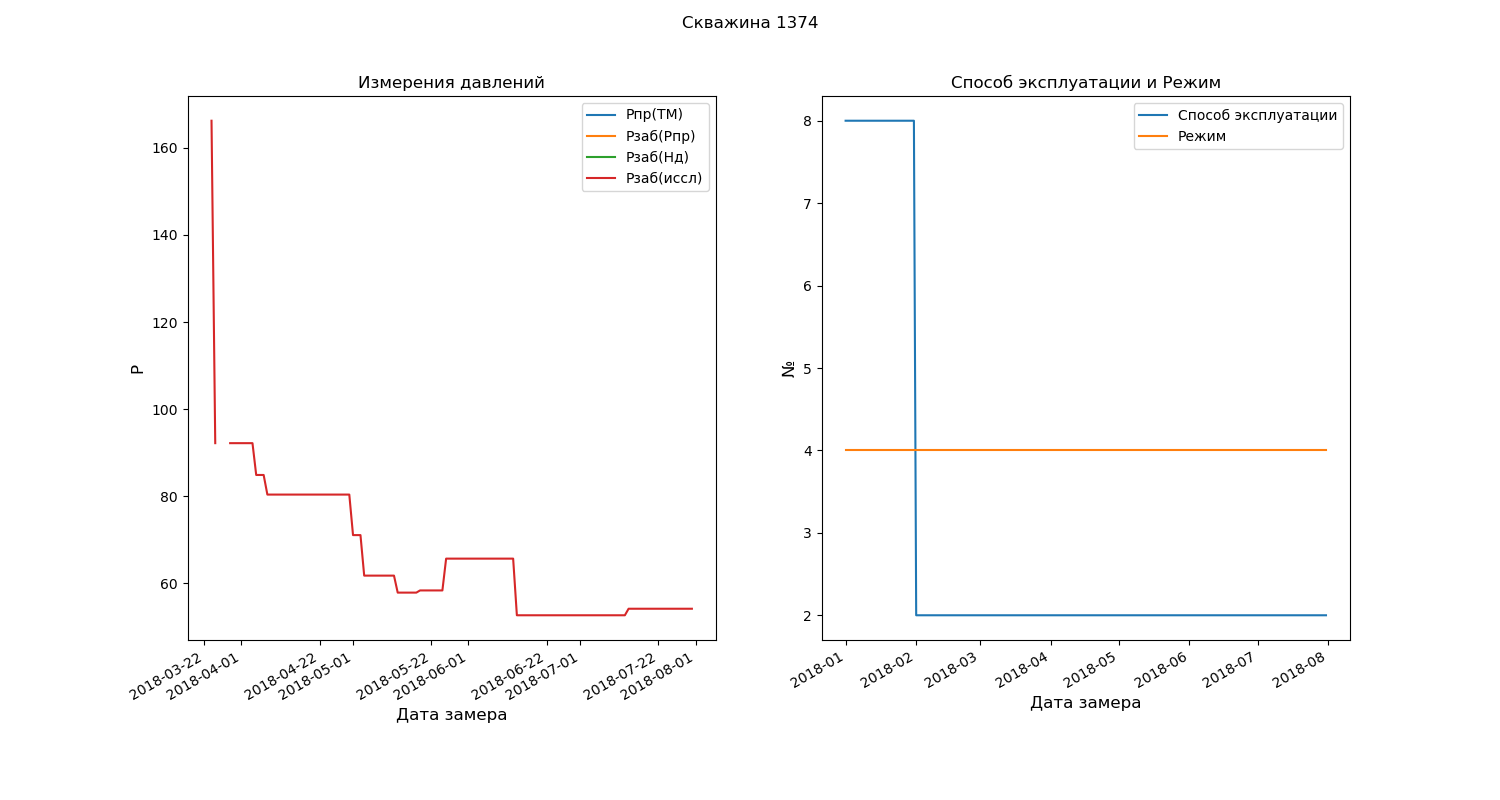 Скважина 1374
Измерения давлений
Рпр(ТМ)
Рзаб(Рпр)
Рзаб(Нд)
Рзаб(иссл)
160
140
120
100
80
60
Р
2018-03-22
2018-04-01
2018-04-22
2018-05-01
2018-05-22
2018-06-01
2018-06-22
2018-07-01
2018-07-22
2018-08-01
Дата замера
Способ эксплуатации и Режим
Способ эксплуатации
Режим
8
7
6
5
4
3
2
№
2018-01
2018-02
2018-03
2018-04
2018-05
2018-06
2018-07
2018-08
Дата замера